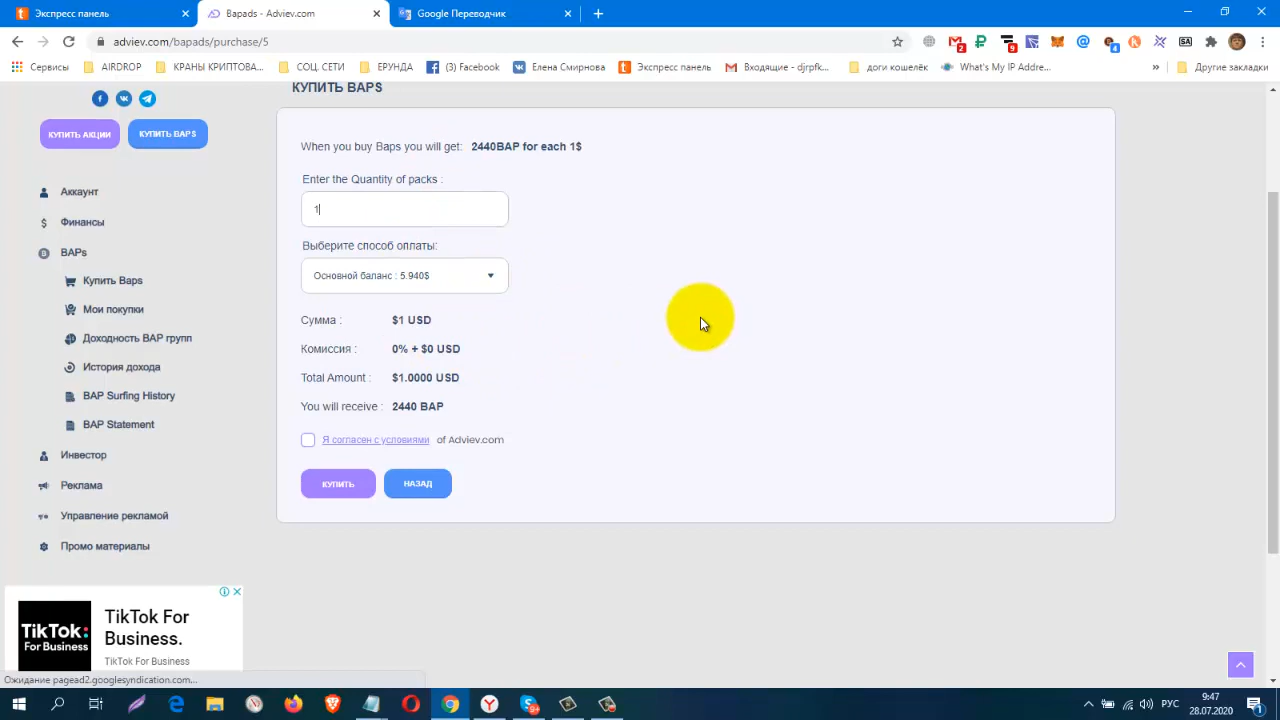 Экспресс панель
Bapads - Adviev.com
Google Переводчик
adviev.com/bapads/purchase/5
Сервисы
AIRDROP
КРАНЫ КРИПТОВА...
СОЦ. СЕТИ
ЕРУНДА
(3) Facebook
Елена Смирнова
Экспресс панель
Входящие - djrpfk...
доги кошелёк
What's My IP Addre...
»
Другие закладки
КУПИТЬ АКЦИИ
КУПИТЬ BAPS
Аккаунт
Финансы
BAPs
Купить Baps
Мои покупки
Доходность BAP групп
История дохода
BAP Surfing History
BAP Statement
Инвестор
Реклама
Управление рекламой
Промо материалы
TikTok
For Business
TikTok For
Business.
TikTok For Business
КУПИТЬ BAPS
When you buy Baps you will get: 2440BAP for each 1$
Enter the Quantity of packs :
1
Выберите способ оплаты:
Основной баланс : 5.940$
Сумма : $1 USD
Комиссия : 0% + $0 USD
Total Amount : $1.0000 USD
You will receive : 2440 BAP
Я согласен с условиями of Adviev.com
КУПИТЬ
НАЗАД
Ожидание pagead2.googlesyndication.com...
РУС
9:47
28.07.2020